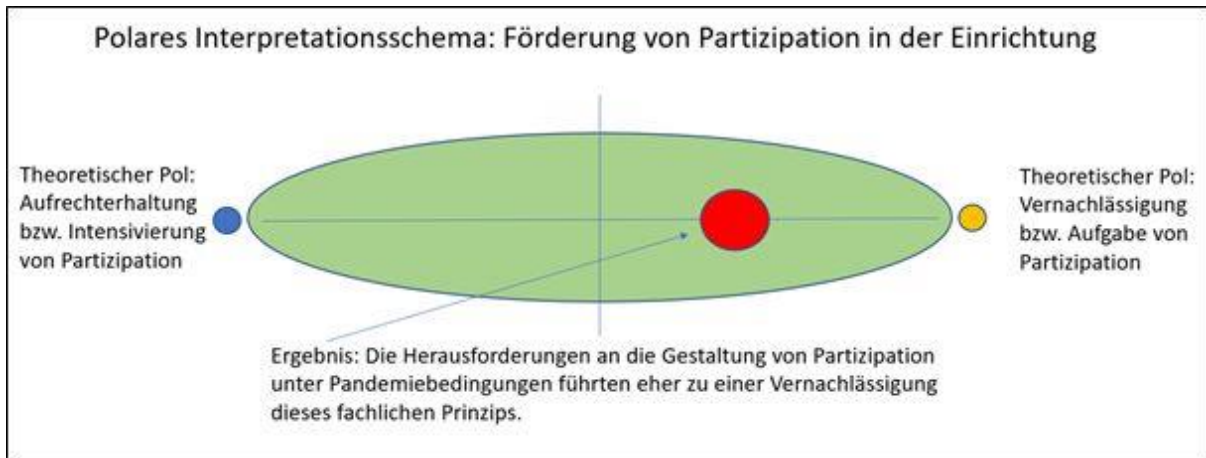 Polares Interpretationsschema: Förderung von Partizipation in der Einrichtung
Theoretischer Pol:
Aufrechterhaltung
bzw. Intensivierung
von Partizipation
Theoretischer Pol:
Vernachlässigung
bzw. Aufgabe von
Partizipation
Ergebnis: Die Herausforderungen an die Gestaltung von Partizipation
unter Pandemiebedingungen führten eher zu einer Vernachlässigung
dieses fachlichen Prinzips.